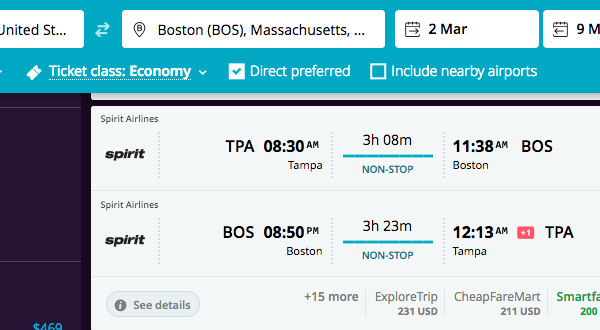 United St...
Boston (BOS), Massachusetts, ...
2 Mar
9 M
Ticket class: Economy
Direct preferred
Include nearby airports
Spirit Airlines
spirit
TPA 08:30 AM
Tampa
3h 08m
NON-STOP
11:38 AM BOS
Boston
Spirit Airlines
spirit
BOS 08:50 PM
Boston
3h 23m
NON-STOP
12:13 AM +1 TPA
Tampa
See details
+15 more
ExploreTrip
231 USD
CheapFareMart
211 USD
Smartfa
200
$469